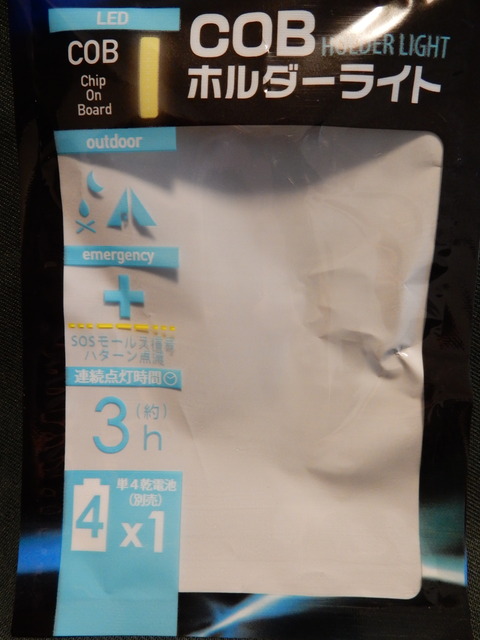 LED
COB
Chip
On
Board
COB HOLDER LIGHT
ホルダーライト
outdoor
emergency
SOSモールス信号
パターン点滅
連続点灯時間
3(約)h
単4乾電池
(別売)
4 x1